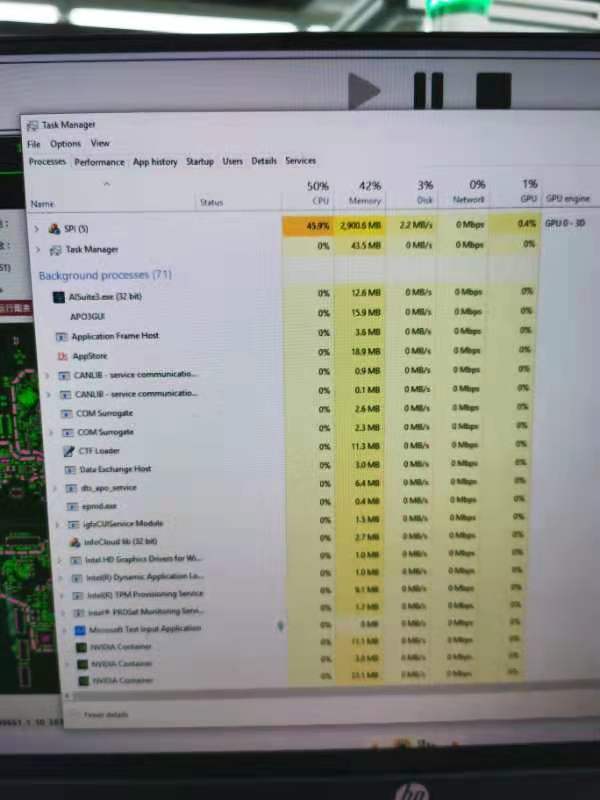 Task Manager
File Options View
Processes Performance App history Startup Users Details Services
50% 42% 3% 0% 1%
Name Status CPU Memory Disk Network GPU GPU engine
SPI (5) 45.9% 2,900.6 MB 2.2 MB/s 0 Mbps 0.4% GPU 0 - 3D
Task Manager 0% 43.5 MB 0 MB/s 0 Mbps 0%
Background processes (71)
AISuite3.exe (32 bit) 0% 12.6 MB 0 MB/s 0 Mbps 0%
APO3GUI 0% 15.9 MB 0 MB/s 0 Mbps 0%
Application Frame Host 0% 3.6 MB 0 MB/s 0 Mbps 0%
AppStore 0% 18.9 MB 0 MB/s 0 Mbps 0%
CANLIB - service communicatio... 0% 0.9 MB 0 MB/s 0 Mbps 0%
CANLIB - service communicatio... 0% 0.1 MB 0 MB/s 0 Mbps 0%
COM Surrogate 0% 2.6 MB 0 MB/s 0 Mbps 0%
COM Surrogate 0% 2.3 MB 0 MB/s 0 Mbps 0%
CTF Loader 0% 11.3 MB 0 MB/s 0 Mbps 0%
Data Exchange Host 0% 3.0 MB 0 MB/s 0 Mbps 0%
dts_apo_service 0% 6.4 MB 0 MB/s 0 Mbps 0%
epmd.exe 0% 0.4 MB 0 MB/s 0 Mbps 0%
igfxCUIService Module 0% 1.3 MB 0 MB/s 0 Mbps 0%
InfoCloud lib (32 bit) 0% 2.7 MB 0 MB/s 0 Mbps 0%
Intel HD Graphics Drivers for Wi... 0% 1.0 MB 0 MB/s 0 Mbps 0%
Intel(R) Dynamic Application Lo... 0% 1.0 MB 0 MB/s 0 Mbps 0%
Intel(R) TPM Provisioning Service 0% 9.1 MB 0 MB/s 0 Mbps 0%
Intel® PROSet Monitoring Serv... 0% 1.2 MB 0 MB/s 0 Mbps 0%
Microsoft Text Input Application 0% 0 MB 0 MB/s 0 Mbps 0%
NVIDIA Container 0% 11.1 MB 0 MB/s 0 Mbps 0%
NVIDIA Container 0% 3.0 MB 0 MB/s 0 Mbps 0%
NVIDIA Container 0% 33.1 MB 0 MB/s 0 Mbps 0%
Fewer details
hp